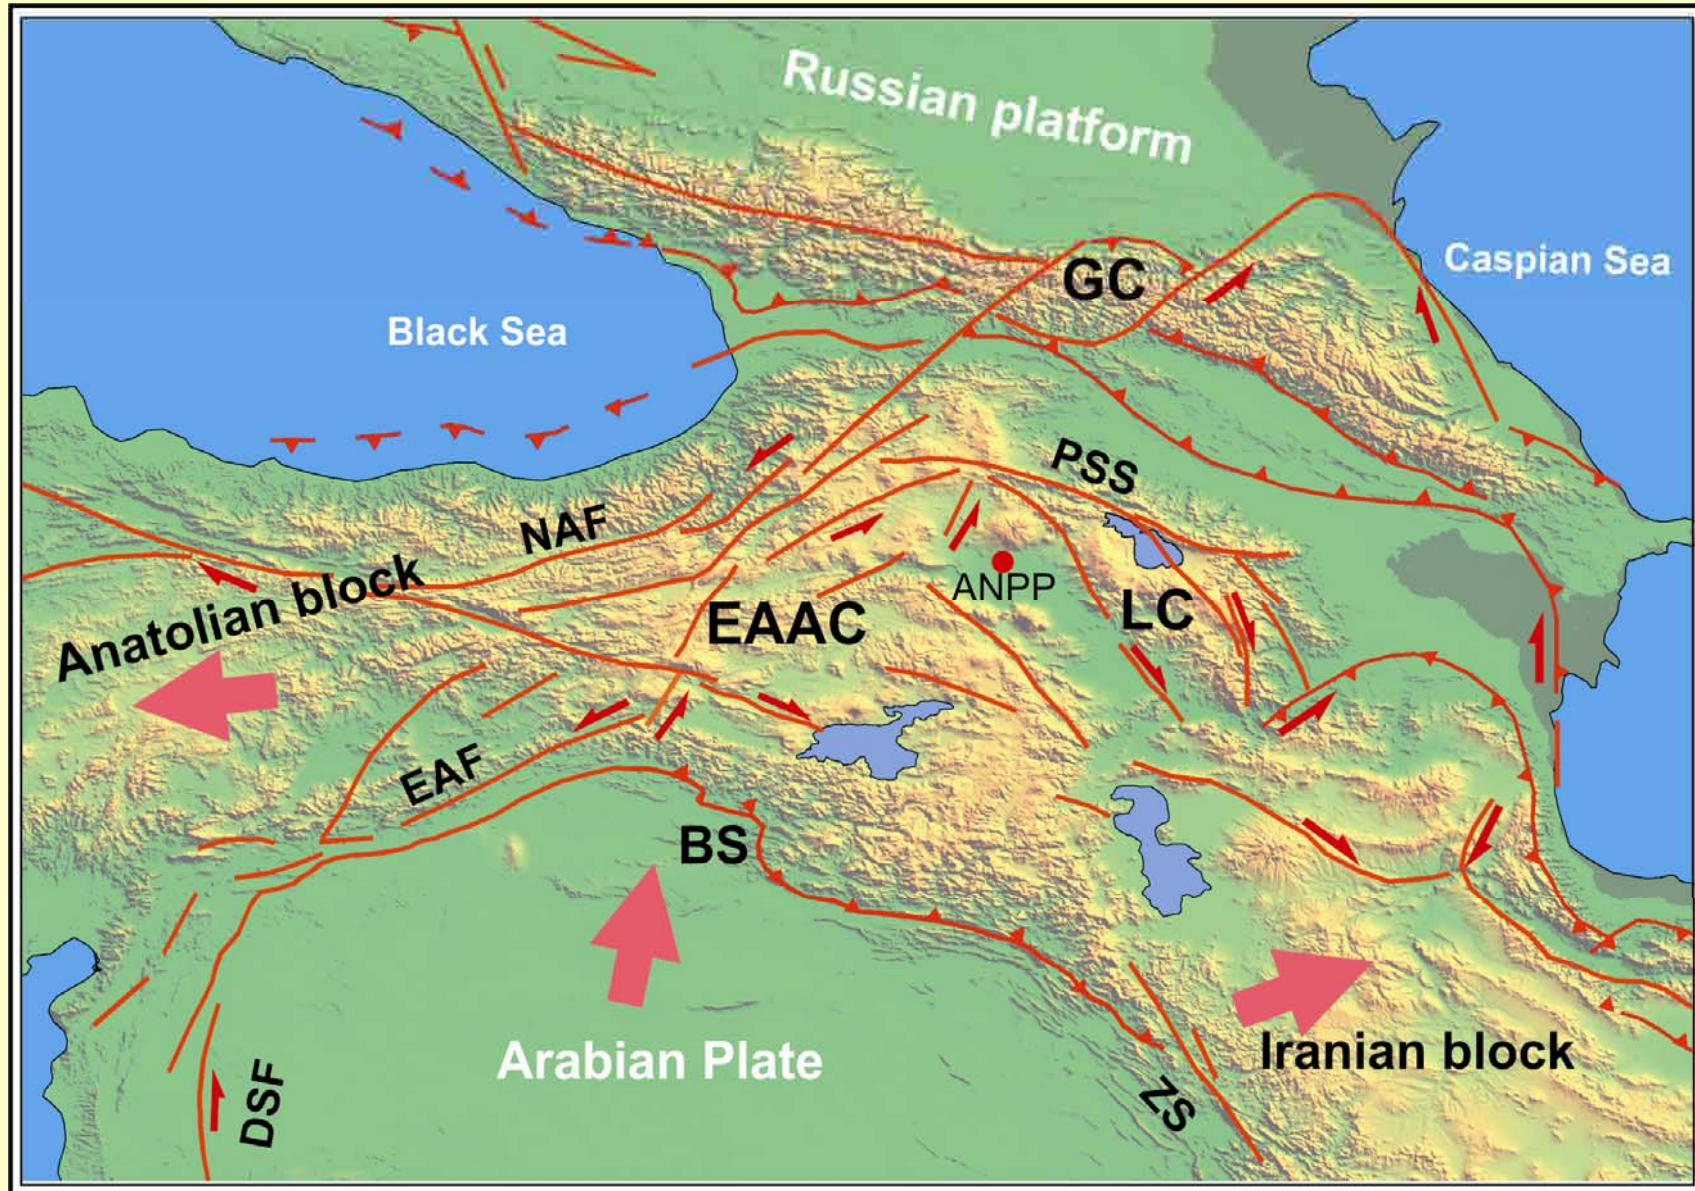 Russian platform
Caspian Sea
GC
Black Sea
PSS
NAF
ANPP
Anatolian block
EAAC
LC
EAF
BS
Arabian Plate
Iranian block
DSF
ZS